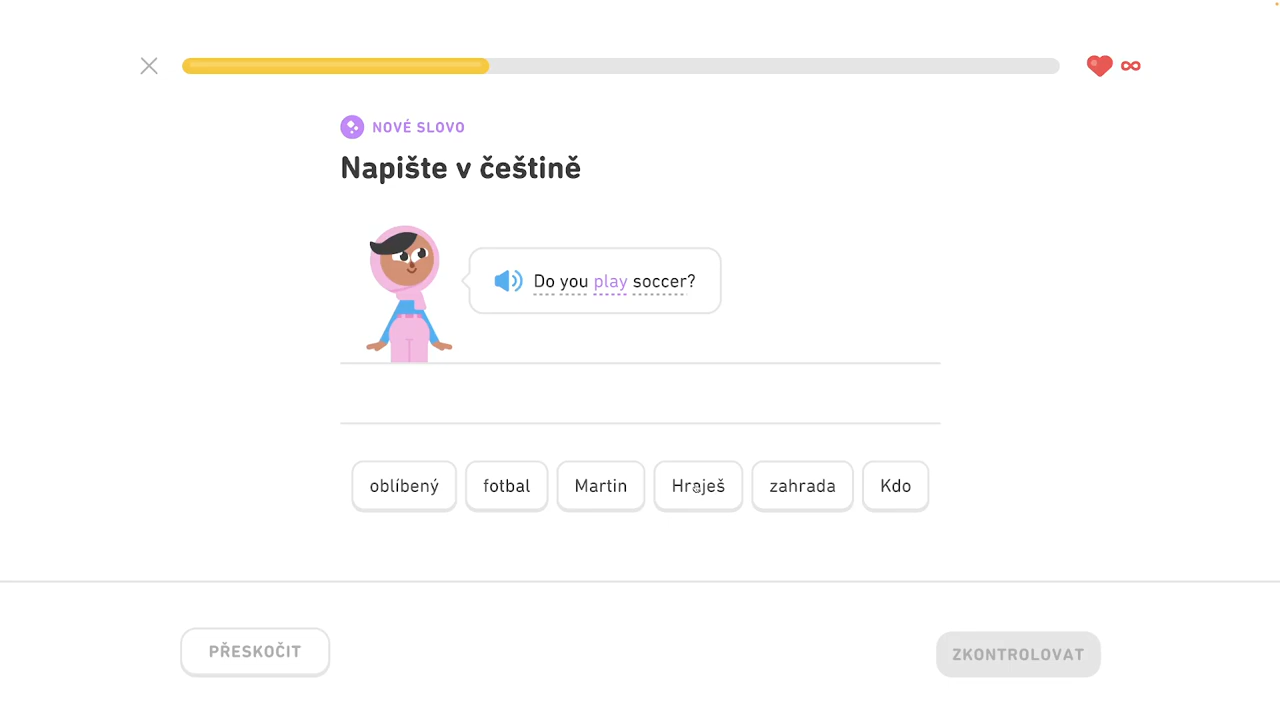 NOVÉ SLOVO
Napište v češtině
Do you play soccer?
oblíbený fotbal Martin Hraješ zahrada Kdo
PŘESKOČIT
ZKONTROLOVAT